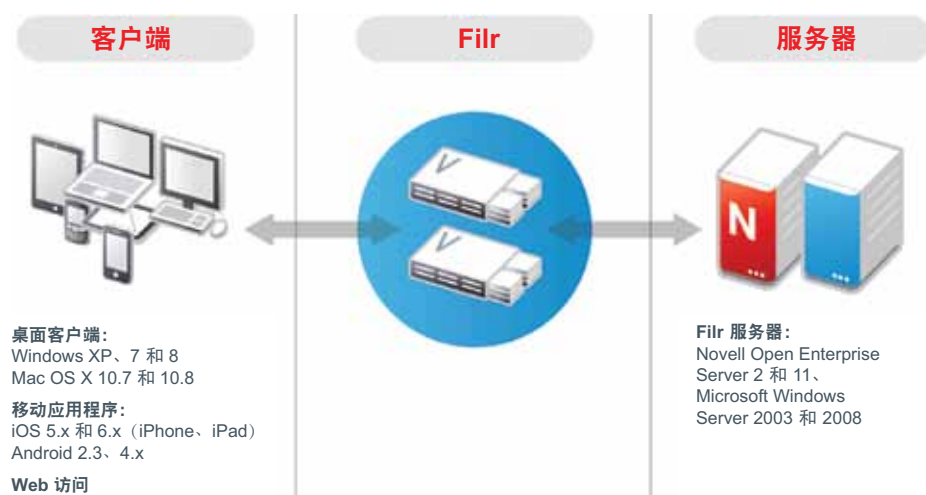 客户端
Filr
服务器
V
V
N
桌面客户端：
Windows XP、7 和 8
Mac OS X 10.7 和 10.8
移动应用程序：
iOS 5.x 和 6.x（iPhone、iPad）
Android 2.3、4.x
Web 访问
Filr 服务器：
Novell Open Enterprise
Server 2 和 11、
Microsoft Windows
Server 2003 和 2008